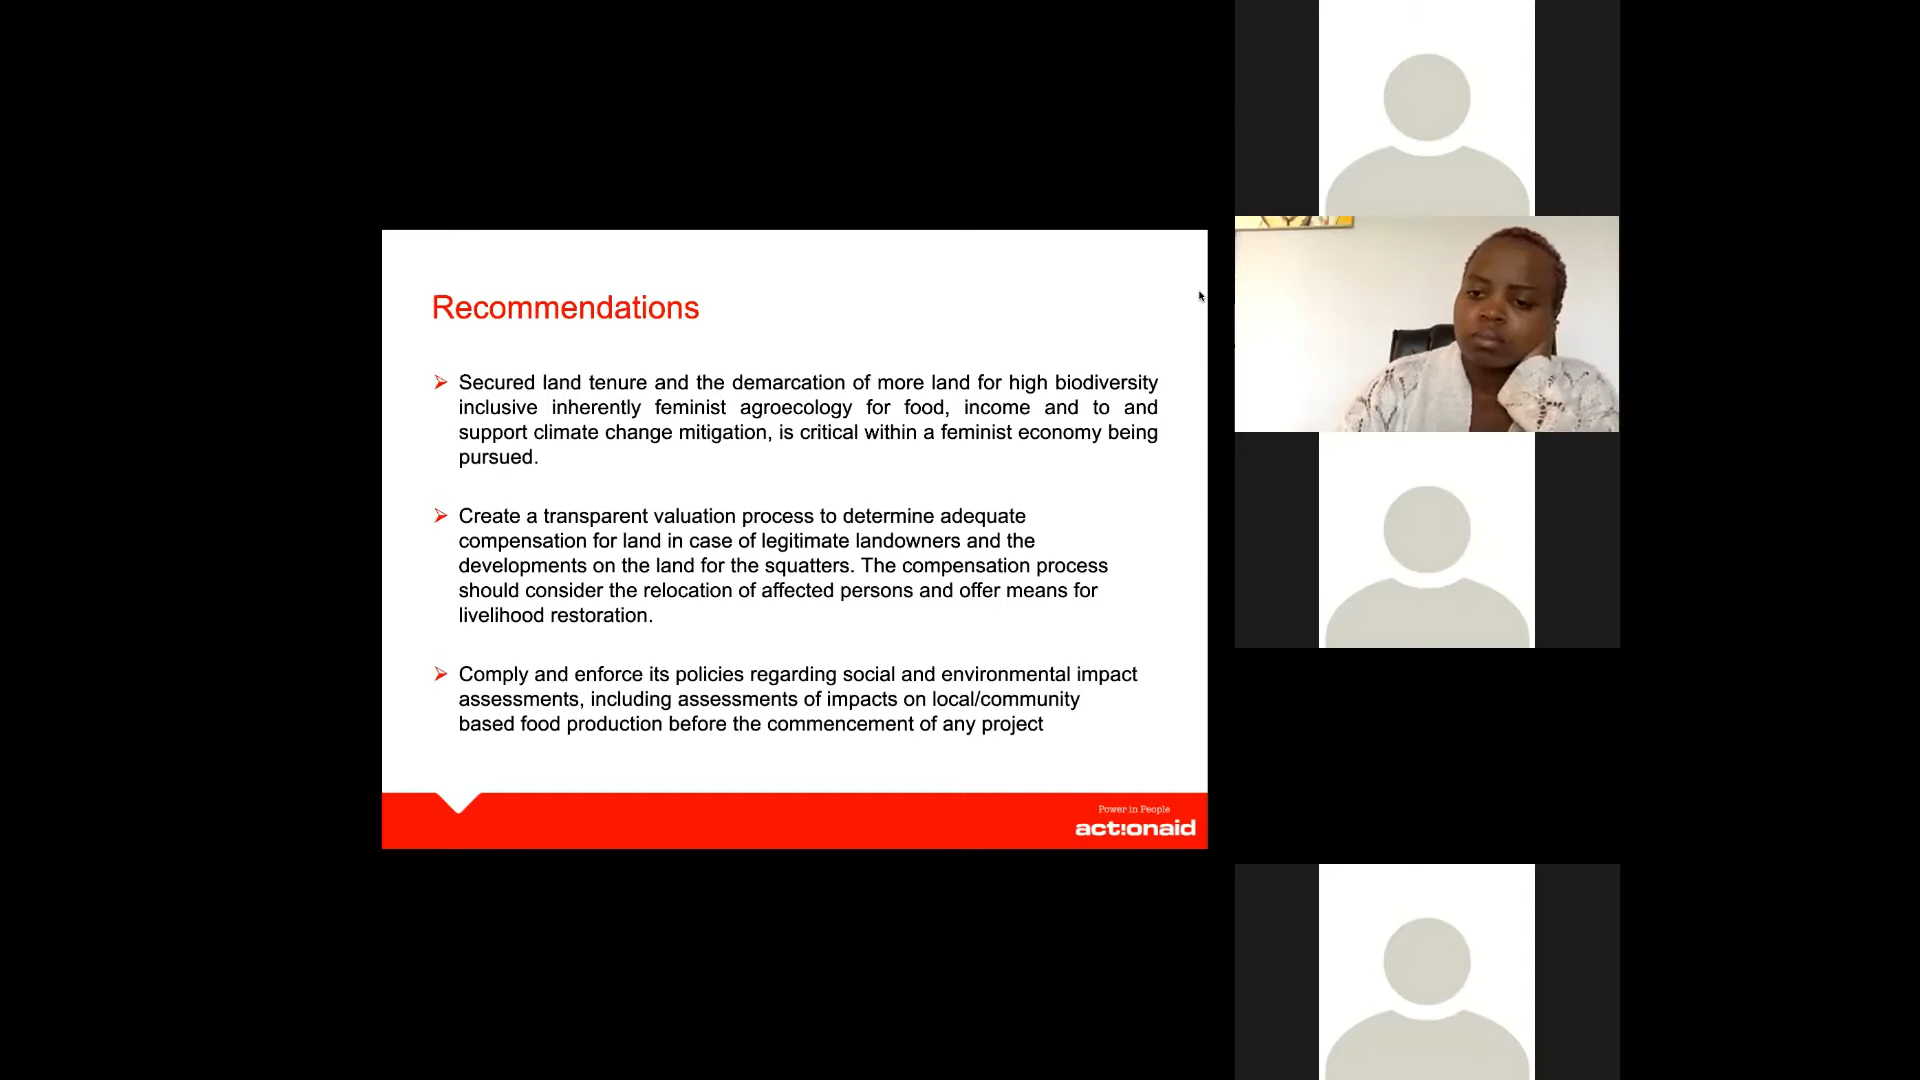 Recommendations
Secured land tenure and the demarcation of more land for high biodiversity
inclusive inherently feminist agroecology for food, income and to and
support climate change mitigation, is critical within a feminist economy being
pursued.
Create a transparent valuation process to determine adequate
compensation for land in case of legitimate landowners and the
developments on the land for the squatters. The compensation process
should consider the relocation of affected persons and offer means for
livelihood restoration.
Comply and enforce its policies regarding social and environmental impact
assessments, including assessments of impacts on local/community
based food production before the commencement of any project
Power in People
act!onaid